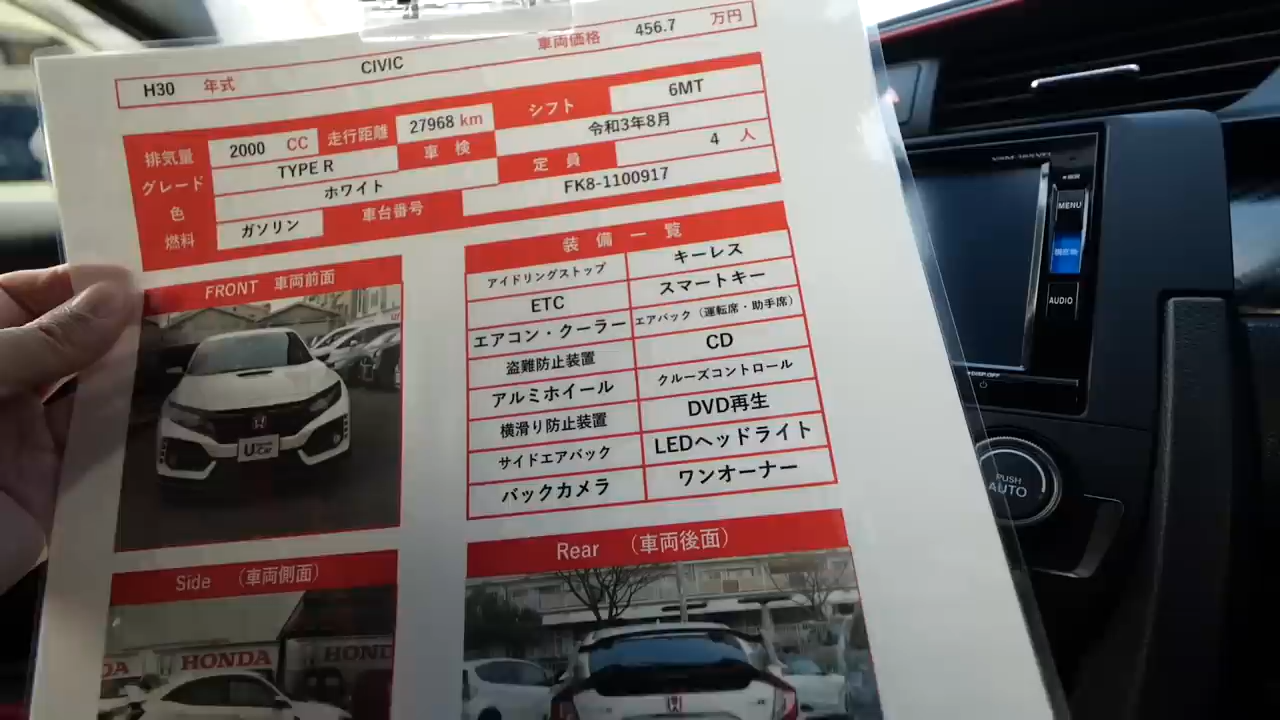 H30 年式 CIVIC 車両価格 456.7 万円
排気量 2000 CC 走行距離 27968 km シフト 6MT
グレード TYPE R 車検 令和3年8月
色 ホワイト 定員 4 人
燃料 ガソリン 車台番号 FK8-1100917
FRONT 車両前面
装備一覧
アイドリングストップ キーレス
ETC スマートキー
エアコン・クーラー エアバック（運転席・助手席）
盗難防止装置 CD
アルミホイール クルーズコントロール
横滑り防止装置 DVD再生
サイドエアバック LEDヘッドライト
バックカメラ ワンオーナー
U Car
Side （車両側面）
Rear （車両後面）
DA HONDA HONDA
MENU
現在地
AUDIO
DISP OFF
PUSH
AUTO